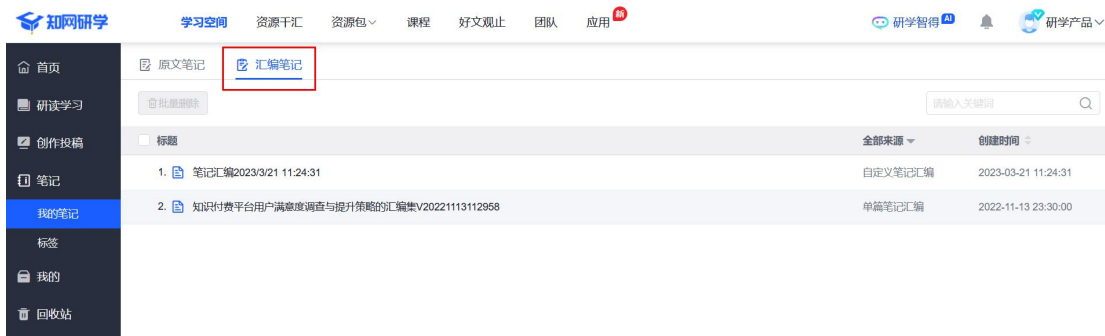 知网研学 学习空间 资源千汇 资源包 课程 好文观止 团队 应用 新 研学智得 AI 研学产品
首页
原文笔记 汇编笔记
研读学习
批量删除 请输入关键词
创作投稿
标题 全部来源 创建时间
笔记
1. 笔记汇编2023/3/21 11:24:31 自定义笔记汇编 2023-03-21 11:24:31
我的笔记
2. 知识付费平台用户满意度调查与提升策略的汇编集V20221113112958 单篇笔记汇编 2022-11-13 23:30:00
标签
我的
回收站